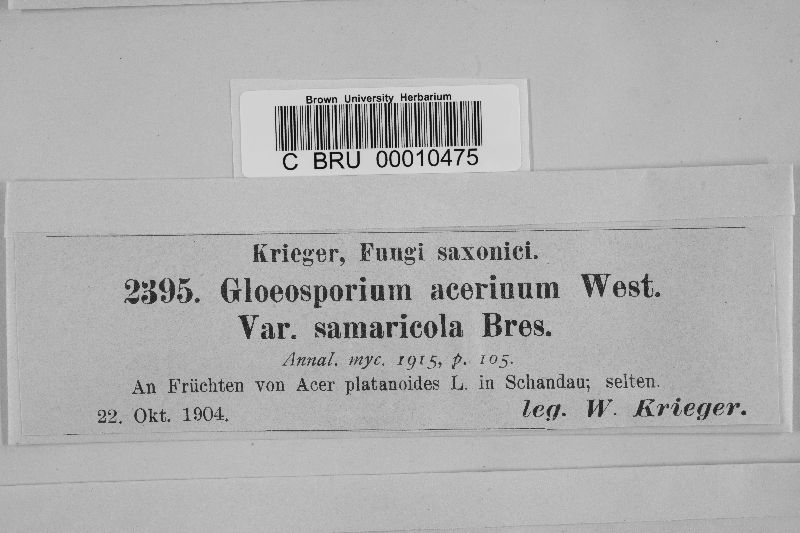 Brown University Herbarium
C BRU 00010475
Krieger, Fungi saxonici.
2395. Gloeosporium acerinum West.
Var. samaricola Bres.
Annal. myc. 1915, p. 105.
An Früchten von Acer platanoides L. in Schandau; selten.
22. Okt. 1904. leg. W. Krieger.